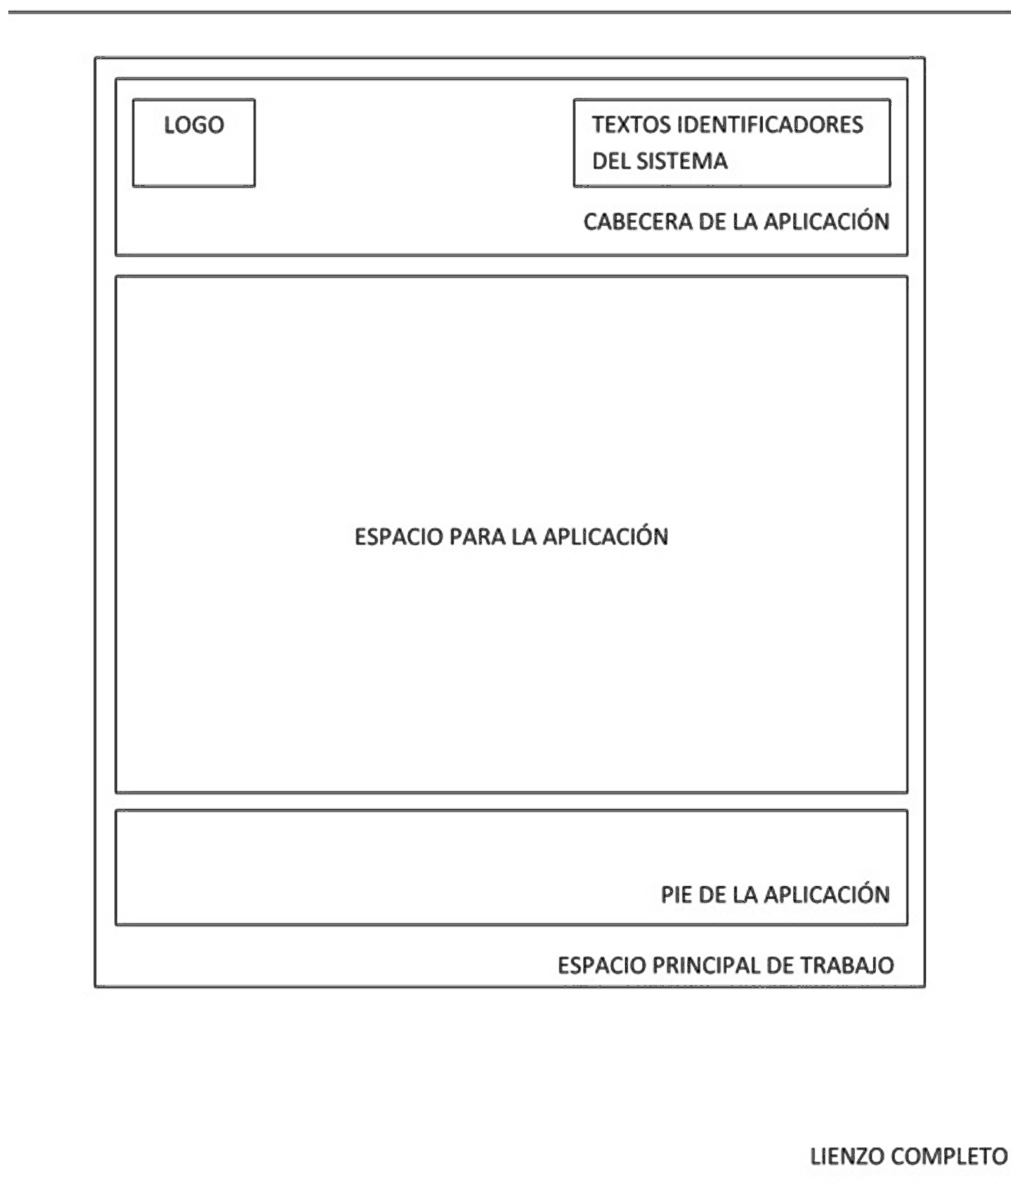 LOGO
TEXTOS IDENTIFICADORES
DEL SISTEMA
CABECERA DE LA APLICACIÓN
ESPACIO PARA LA APLICACIÓN
PIE DE LA APLICACIÓN
ESPACIO PRINCIPAL DE TRABAJO
LIENZO COMPLETO